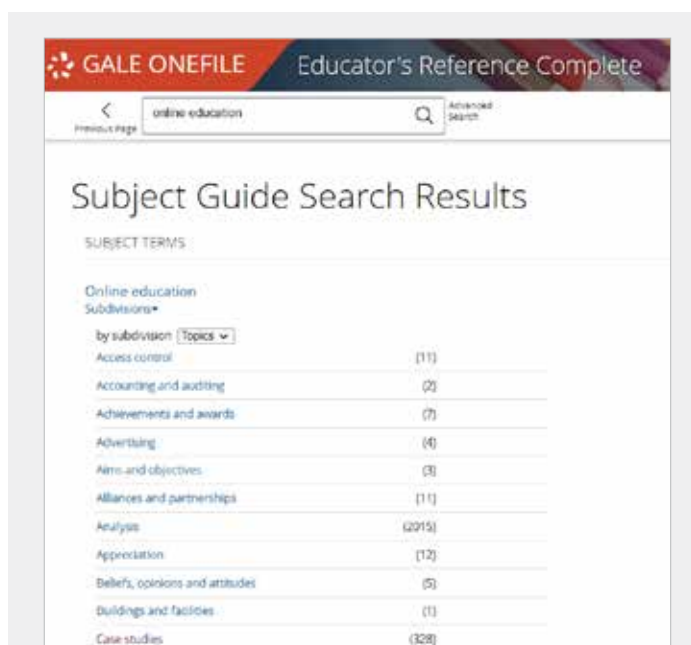 GALE ONEFILE Educator's Reference Complete
Previous Page online education Advanced Search
Subject Guide Search Results
SUBJECT TERMS
Online education
Subdivisions
by subdivision Topics
Access control (11)
Accounting and auditing (2)
Achievements and awards (7)
Advertising (4)
Aims and objectives (3)
Alliances and partnerships (11)
Analysis (2015)
Appreciation (12)
Beliefs, opinions and attitudes (5)
Buildings and facilities (1)
Case studies (328)